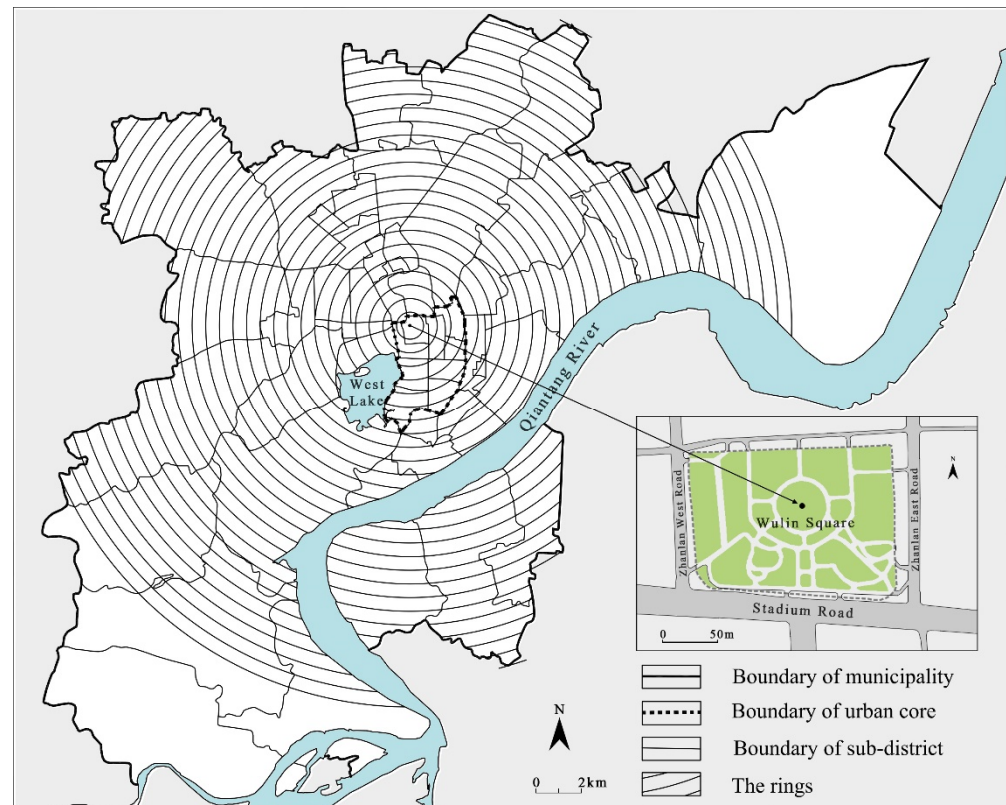 West
Lake
Qiantang River
N
Zhanlan West Road
Wulin Square
Zhanlan East Road
Stadium Road
0 50m
Boundary of municipality
Boundary of urban core
Boundary of sub-district
The rings
N
0 2km